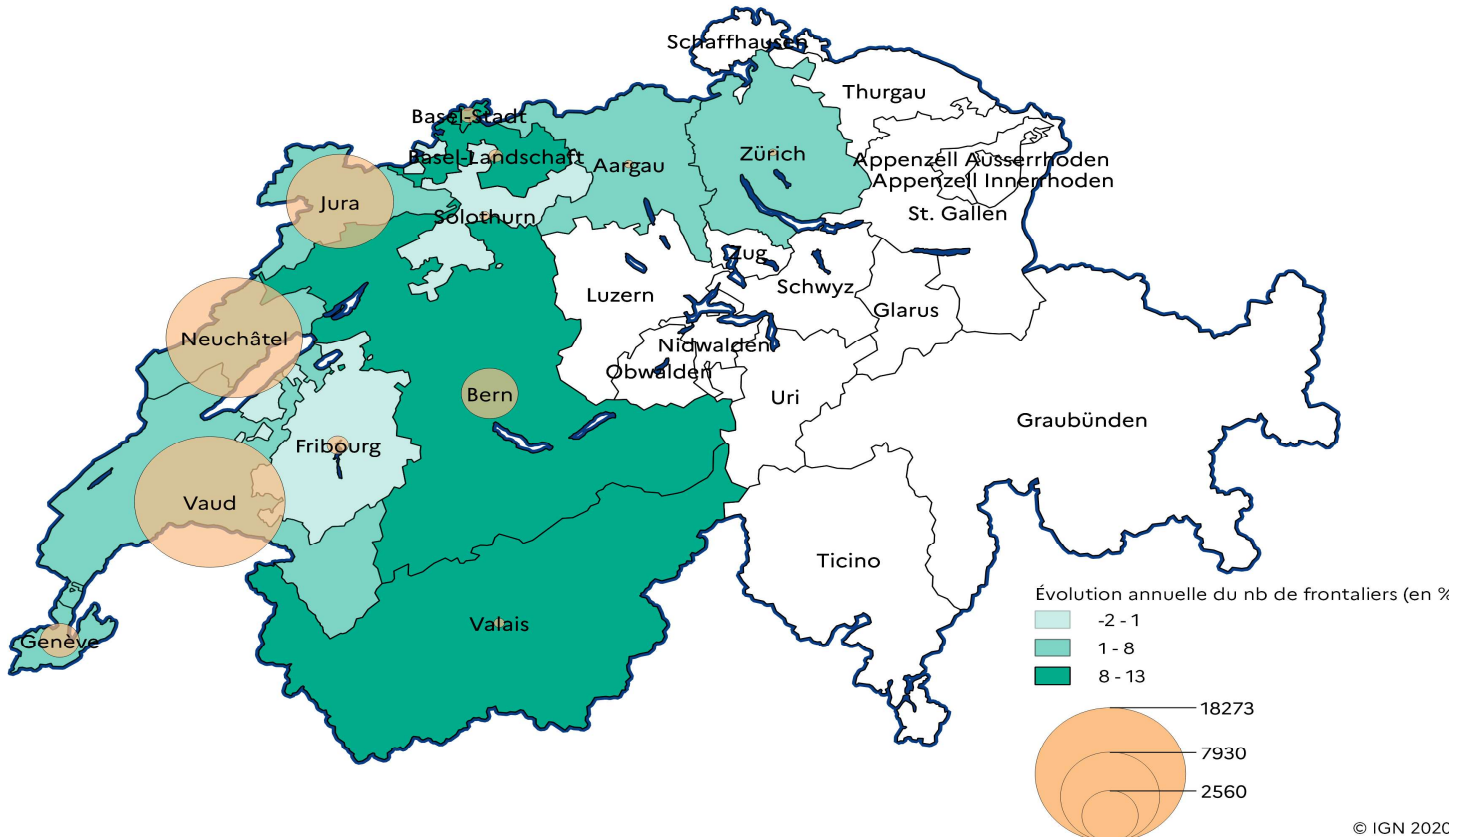 Schaffhausen
Thurgau
Basel-Stadt
Basel-Landschaft
Aargau
Zürich
Appenzell Ausserrhoden
Appenzell Innerrhoden
Jura
Solothurn
St. Gallen
Zug
Luzern
Schwyz
Glarus
Neuchâtel
Nidwalden
Obwalden
Bern
Uri
Graubünden
Fribourg
Vaud
Ticino
Valais
Genève
Évolution annuelle du nb de frontaliers (en %
-2 - 1
1 - 8
8 - 13
18273
7930
2560
© IGN 2020